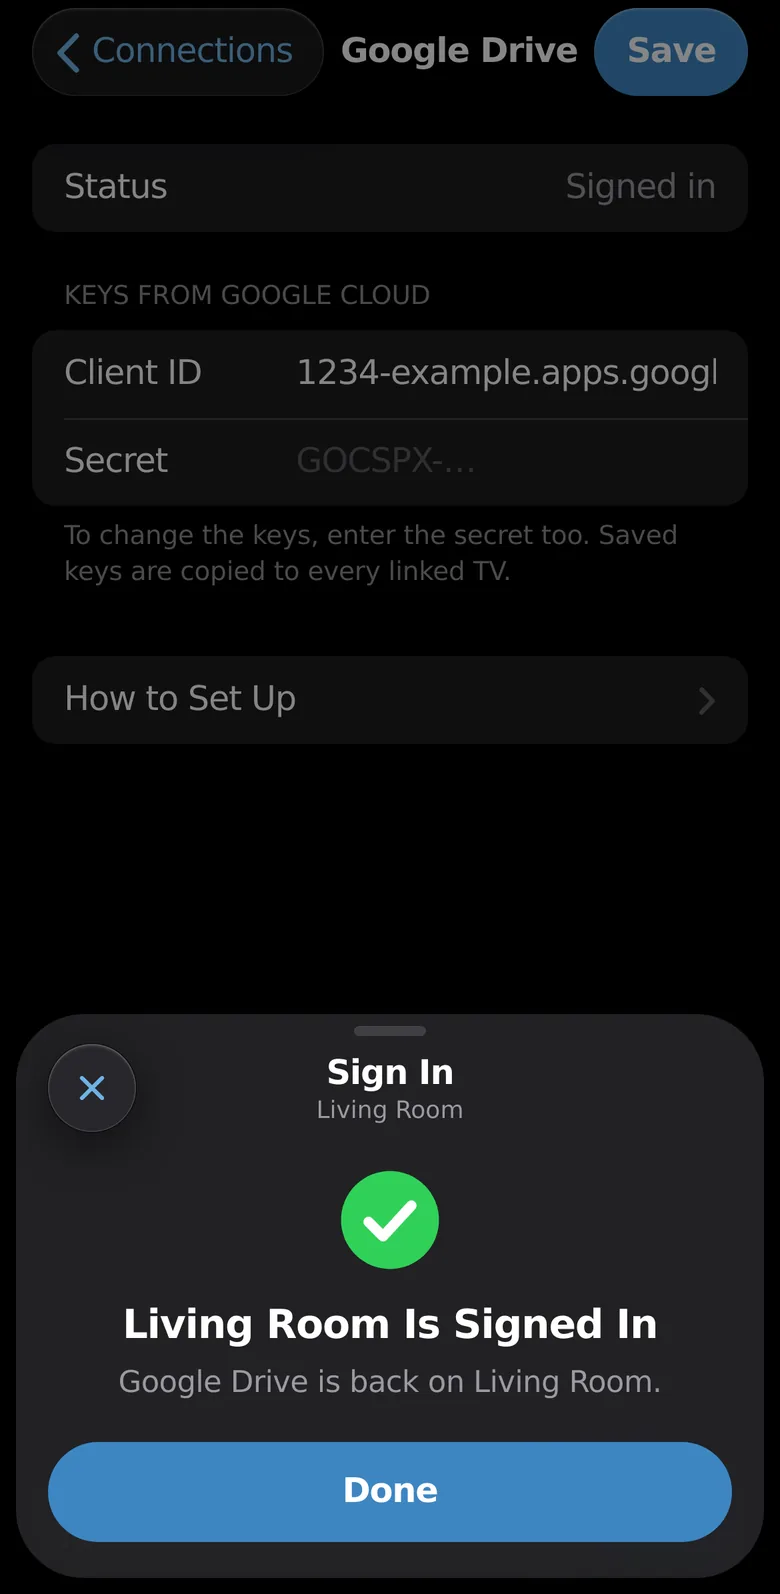 Connections
Google Drive
Save
Status
Signed in
KEYS FROM GOOGLE CLOUD
Client ID
1234-example.apps.googl
Secret
GOCSPX-...
To change the keys, enter the secret too. Saved
keys are copied to every linked TV.
How to Set Up
Sign In
Living Room
Living Room Is Signed In
Google Drive is back on Living Room.
Done